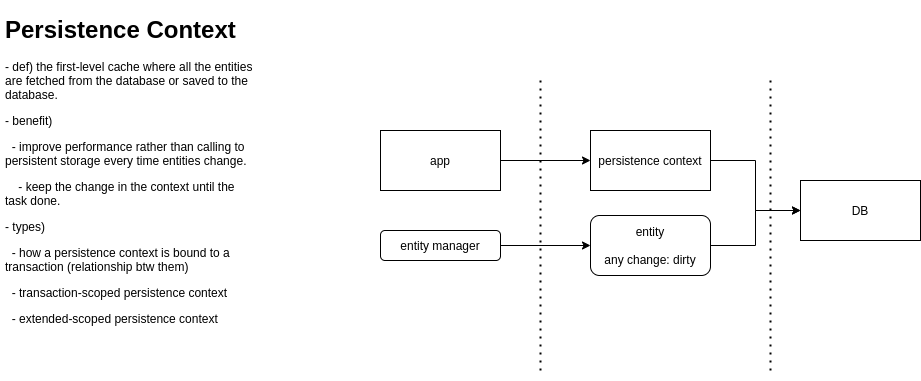 Persistence Context
- def) the first-level cache where all the entities
are fetched from the database or saved to the
database.
- benefit)
- improve performance rather than calling to
persistent storage every time entities change.
- keep the change in the context until the
task done.
- types)
- how a persistence context is bound to a
transaction (relationship btw them)
- transaction-scoped persistence context
- extended-scoped persistence context
app
persistence context
DB
entity manager
entity
any change: dirty